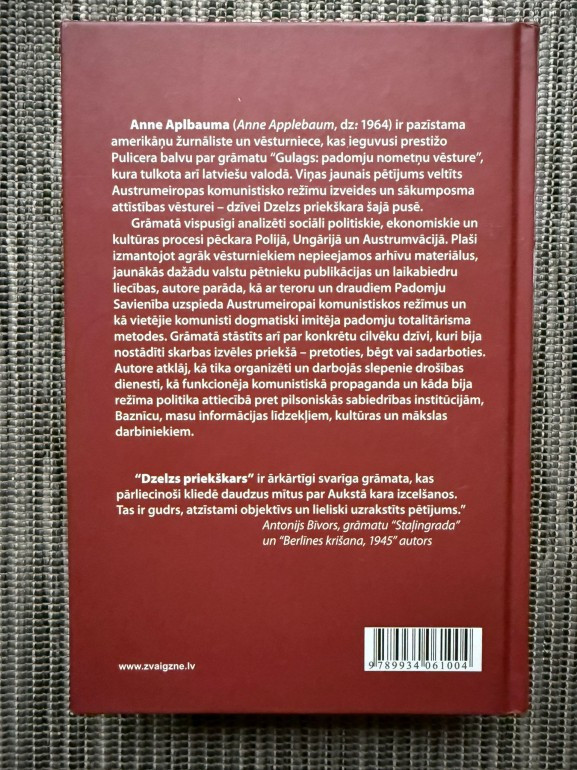 Anne Aplbauma (Anne Applebaum, dz: 1964) ir pazīstama
amerikāņu žurnāliste un vēsturniece, kas ieguvusi prestižo
Pulicera balvu par grāmatu “Gulags: padomju nometņu vēsture”,
kura tulkota arī latviešu valodā. Viņas jaunais pētījums veltīts
Austrumeiropas komunistisko režīmu izveides un sākumposma
attīstības vēsturei – dzīvei Dzelzs priekškara šajā pusē.
Grāmatā vispusīgi analizēti sociāli politiskie, ekonomiskie un
kultūras procesi pēckara Polijā, Ungārijā un Austrumvācijā. Plaši
izmantojot agrāk vēsturniekiem nepieejamos arhīvu materiālus,
jaunākās dažādu valstu pētnieku publikācijas un laikabiedru
liecības, autore parāda, kā ar teroru un draudiem Padomju
Savienība uzspieda Austrumeiropai komunistiskos režīmus un
kā vietējie komunisti dogmatiski imitēja padomju totalitārisma
metodes. Grāmatā stāstīts arī par konkrētu cilvēku dzīvi, kuri bija
nostādīti skarbas izvēles priekšā – pretoties, bēgt vai sadarboties.
Autore atklāj, kā tika organizēti un darbojās slepenie drošības
dienesti, kā funkcionēja komunistiskā propaganda un kāda bija
režīma politika attiecībā pret pilsoniskās sabiedrības institūcijām,
Baznīcu, masu informācijas līdzekļiem, kultūras un mākslas
darbiniekiem.
“Dzelzs priekškars” ir ārkārtīgi svarīga grāmata, kas
pārliecinoši kliedē daudzus mītus par Aukstā kara izcelšanos.
Tas ir gudrs, atzīstami objektīvs un lieliski uzrakstīts pētījums.”
Antonijs Bīvors, grāmatu “Staļingrada”
un “Berlīnes krišana, 1945” autors
www.zvaigzne.lv
9 789934 061004